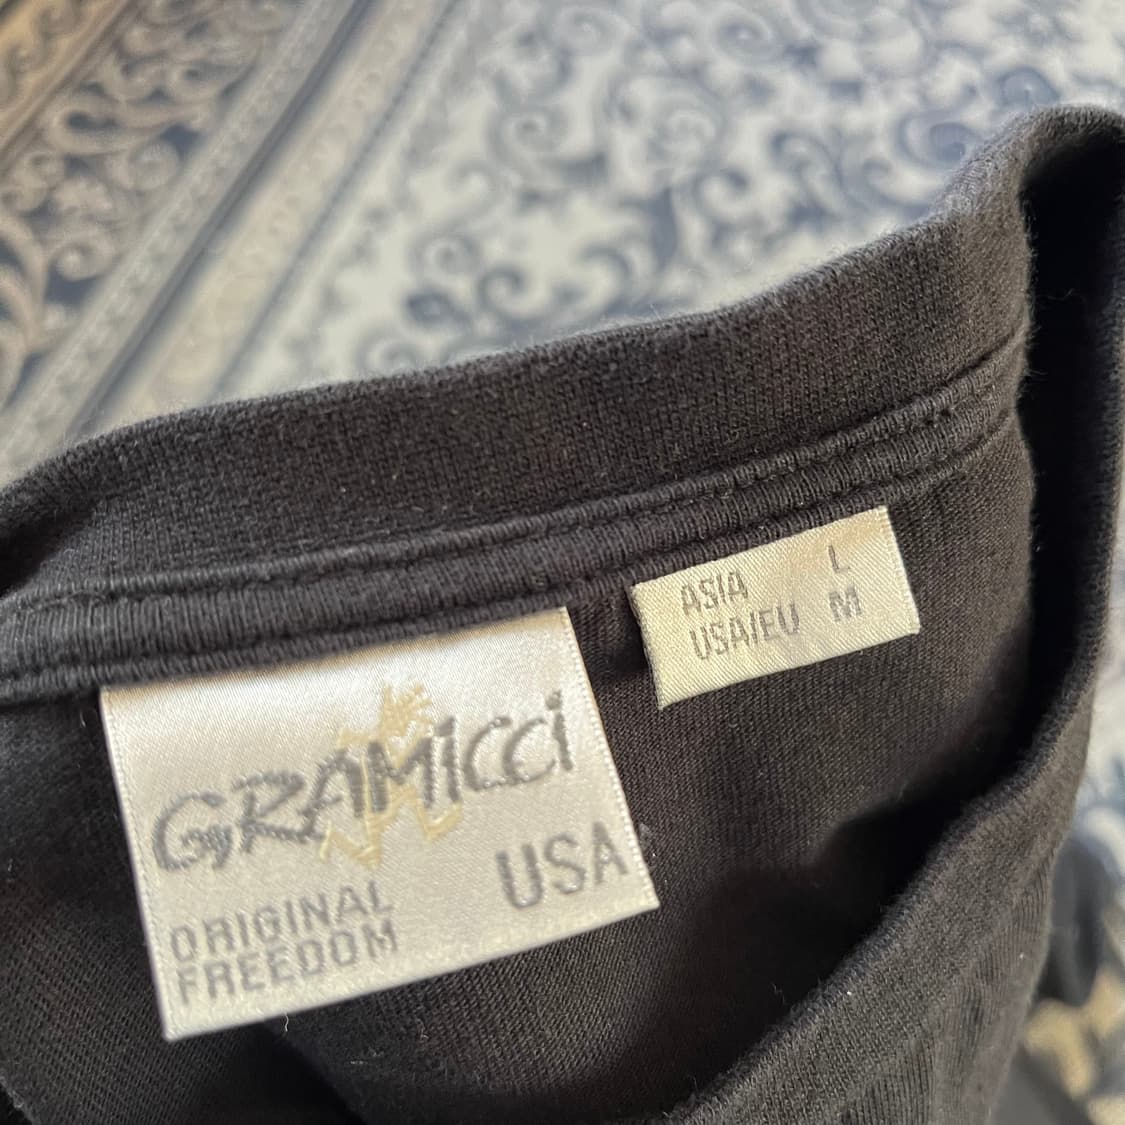 GRAMICCI
USA
ORIGINAL
FREEDOM
ASIA L
USA/EU M